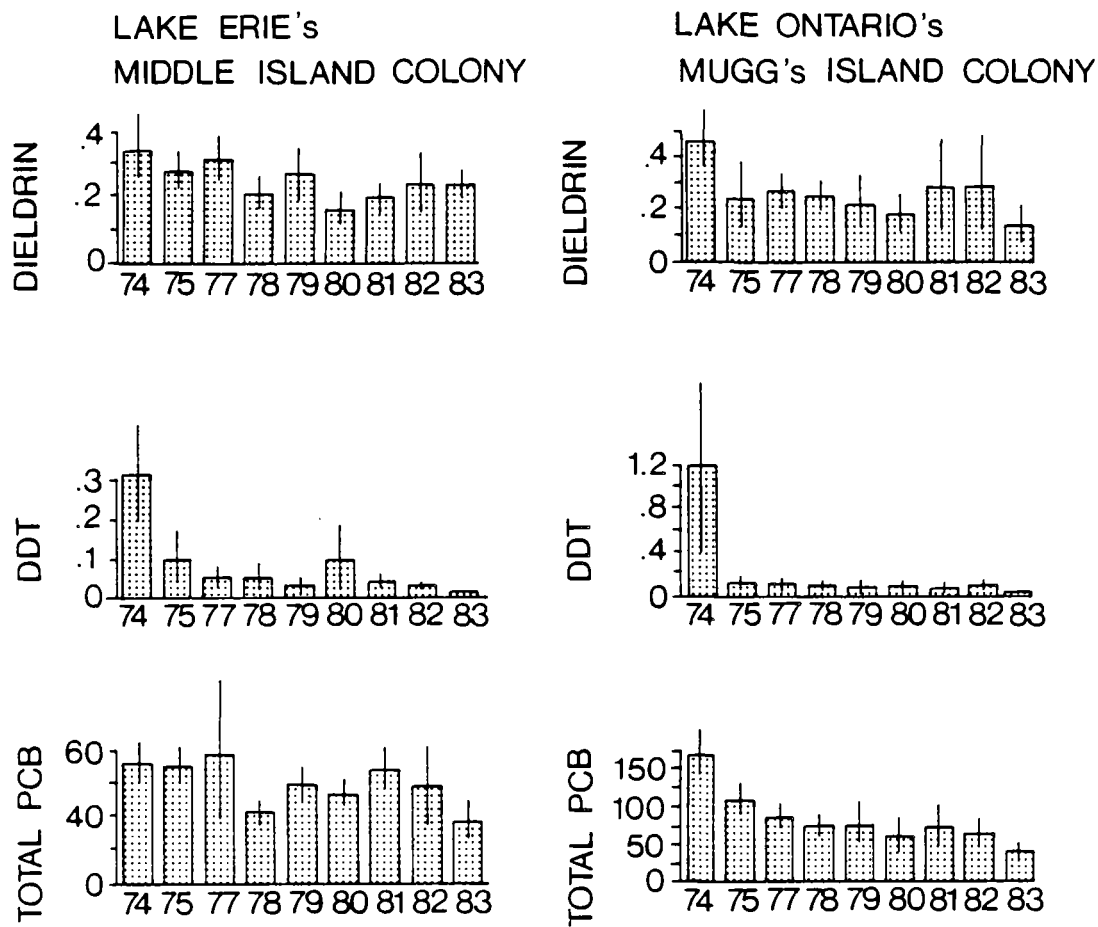 LAKE ERIE's
MIDDLE ISLAND COLONY
LAKE ONTARIO's
MUGG's ISLAND COLONY
DIELDRIN
.4
.2
0
74 75 77 78 79 80 81 82 83
DIELDRIN
.4
.2
0
74 75 77 78 79 80 81 82 83
DDT
.3
.2
.1
0
74 75 77 78 79 80 81 82 83
DDT
1.2
.8
.4
0
74 75 77 78 79 80 81 82 83
TOTAL PCB
60
40
0
74 75 77 78 79 80 81 82 83
TOTAL PCB
150
100
50
0
74 75 77 78 79 80 81 82 83